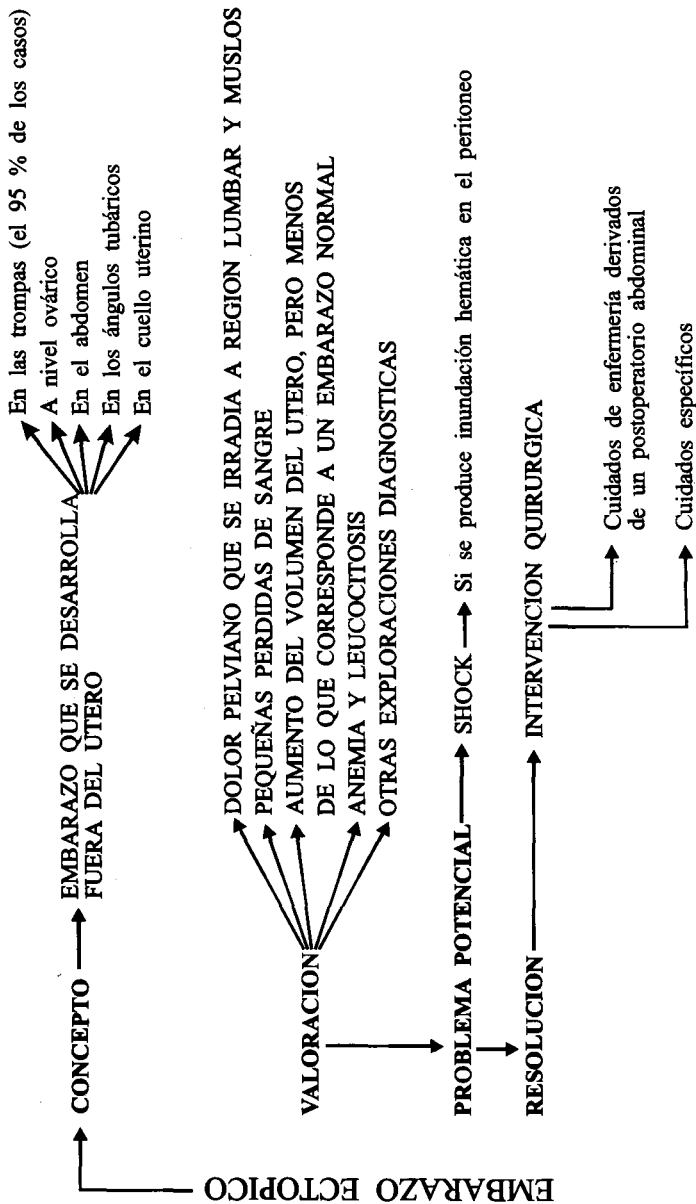 EMBARAZO ECTOPICO
CONCEPTO
EMBARAZO QUE SE DESARROLLA
FUERA DEL UTERO
En las trompas (el 95 % de los casos)
A nivel ovárico
En el abdomen
En los ángulos tubáricos
En el cuello uterino
VALORACION
DOLOR PELVIANO QUE SE IRRADIA A REGION LUMBAR Y MUSLOS
PEQUEÑAS PERDIDAS DE SANGRE
AUMENTO DEL VOLUMEN DEL UTERO, PERO MENOS
DE LO QUE CORRESPONDE A UN EMBARAZO NORMAL
ANEMIA Y LEUCOCITOSIS
OTRAS EXPLORACIONES DIAGNOSTICAS
PROBLEMA POTENCIAL
SHOCK
Si se produce inundación hemática en el peritoneo
RESOLUCION
INTERVENCION QUIRURGICA
Cuidados de enfermería derivados
de un postoperatorio abdominal
Cuidados específicos